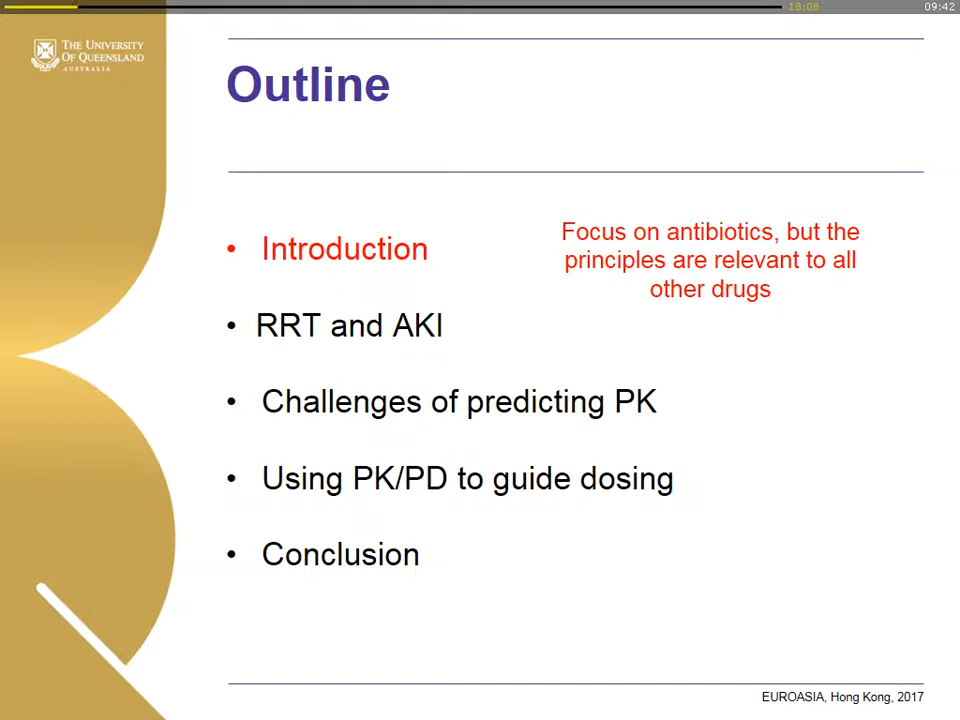 18:08
09:42
THE UNIVERSITY
OF QUEENSLAND
AUSTRALIA
Outline
• Introduction
Focus on antibiotics, but the
principles are relevant to all
other drugs
• RRT and AKI
• Challenges of predicting PK
• Using PK/PD to guide dosing
• Conclusion
EUROASIA, Hong Kong, 2017